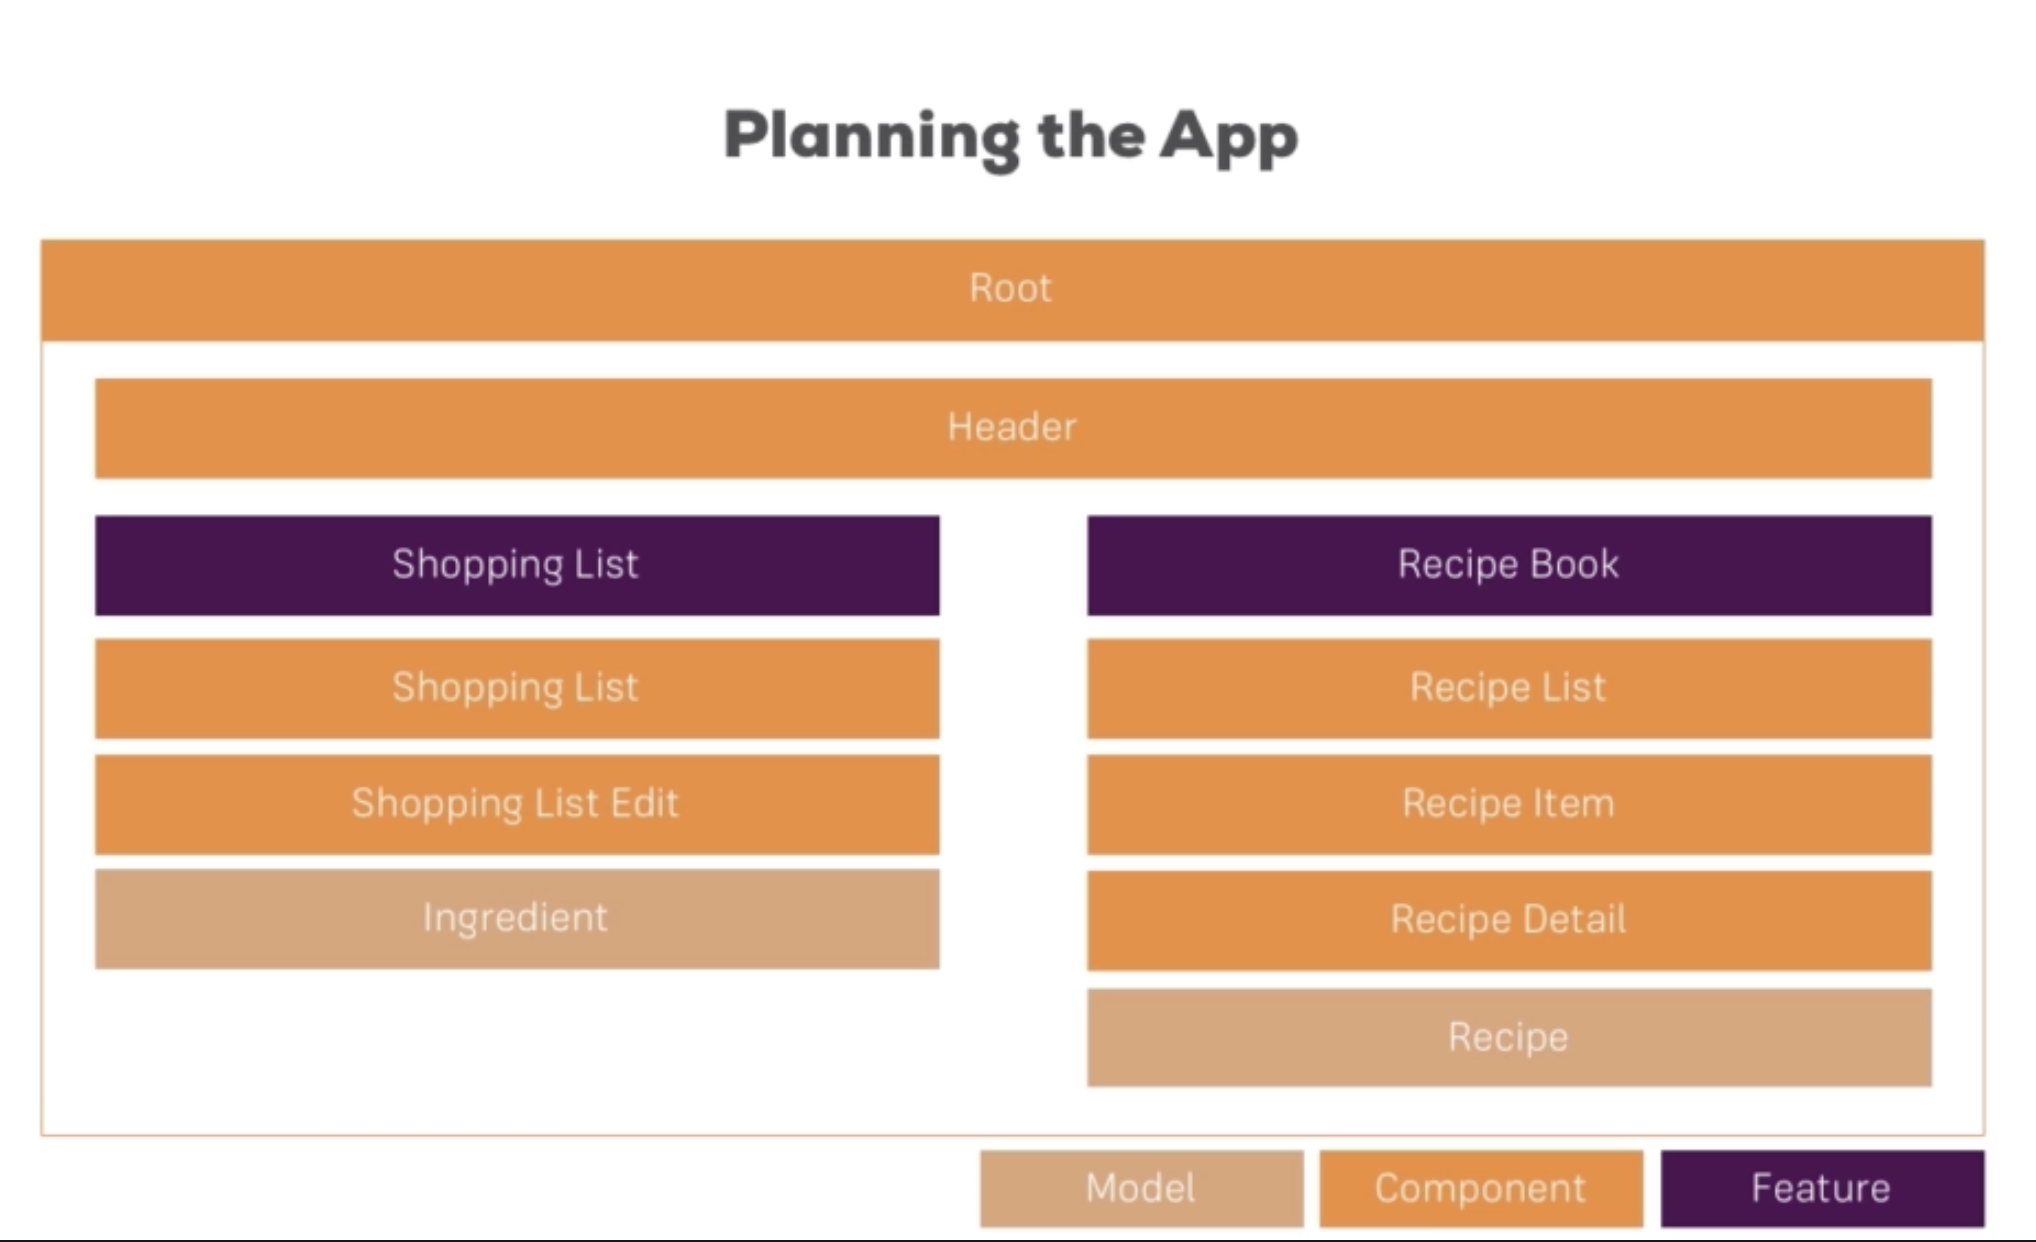 Planning the App
Root
Header
Shopping List
Shopping List
Shopping List Edit
Ingredient
Recipe Book
Recipe List
Recipe Item
Recipe Detail
Recipe
Model
Component
Feature